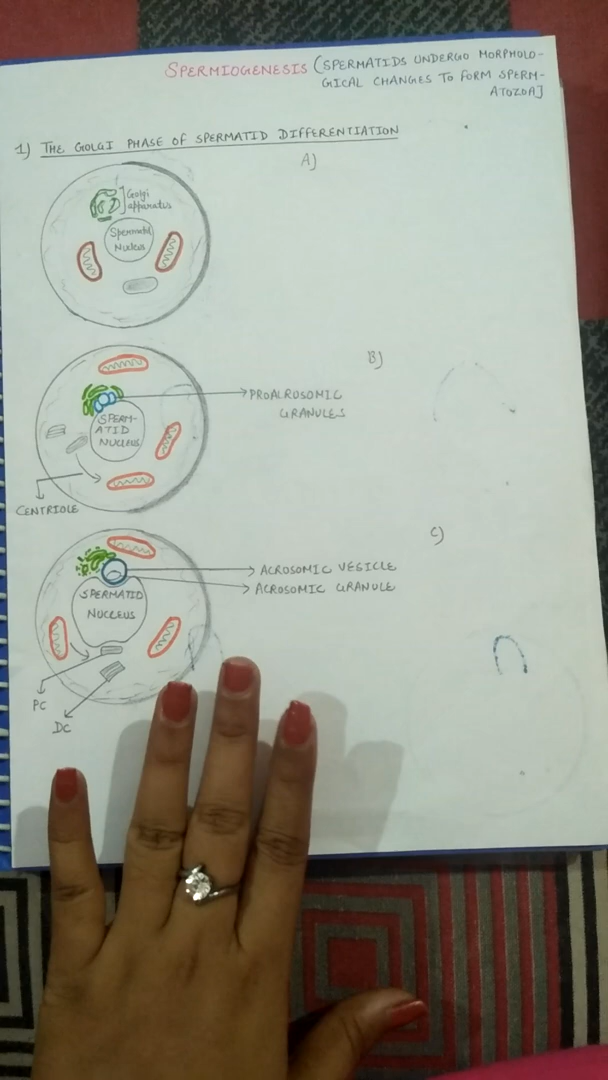 SPERMIOGENESIS (SPERMATIDS UNDERGO MORPHOLO-
GICAL CHANGES TO FORM SPERM-
ATOZOA]
1) THE GOLGI PHASE OF SPERMATID DIFFERENTIATION
A)
Golgi
apparatus
Spermatid
Nucleus
B)
PROACROSOMIC
GRANULES
SPERM-
ATID
NUCLEUS
CENTRIOLE
C)
ACROSOMIC VESICLE
ACROSOMIC GRANULE
SPERMATID
NUCLEUS
PC
DC